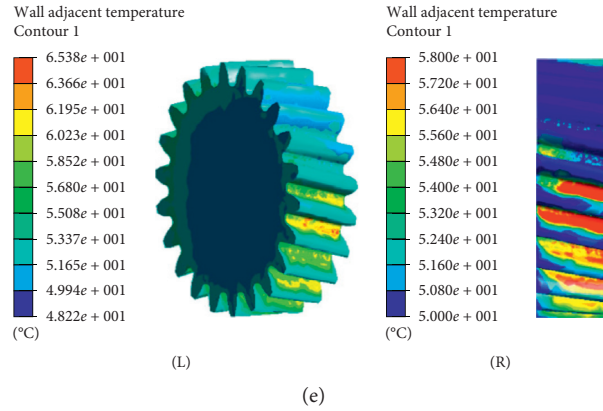 Wall adjacent temperature
Contour 1
6.538e + 001
6.366e + 001
6.195e + 001
6.023e + 001
5.852e + 001
5.680e + 001
5.508e + 001
5.337e + 001
5.165e + 001
4.994e + 001
4.822e + 001
(°C)
(L)
Wall adjacent temperature
Contour 1
5.800e + 001
5.720e + 001
5.640e + 001
5.560e + 001
5.480e + 001
5.400e + 001
5.320e + 001
5.240e + 001
5.160e + 001
5.080e + 001
5.000e + 001
(°C)
(R)
(e)